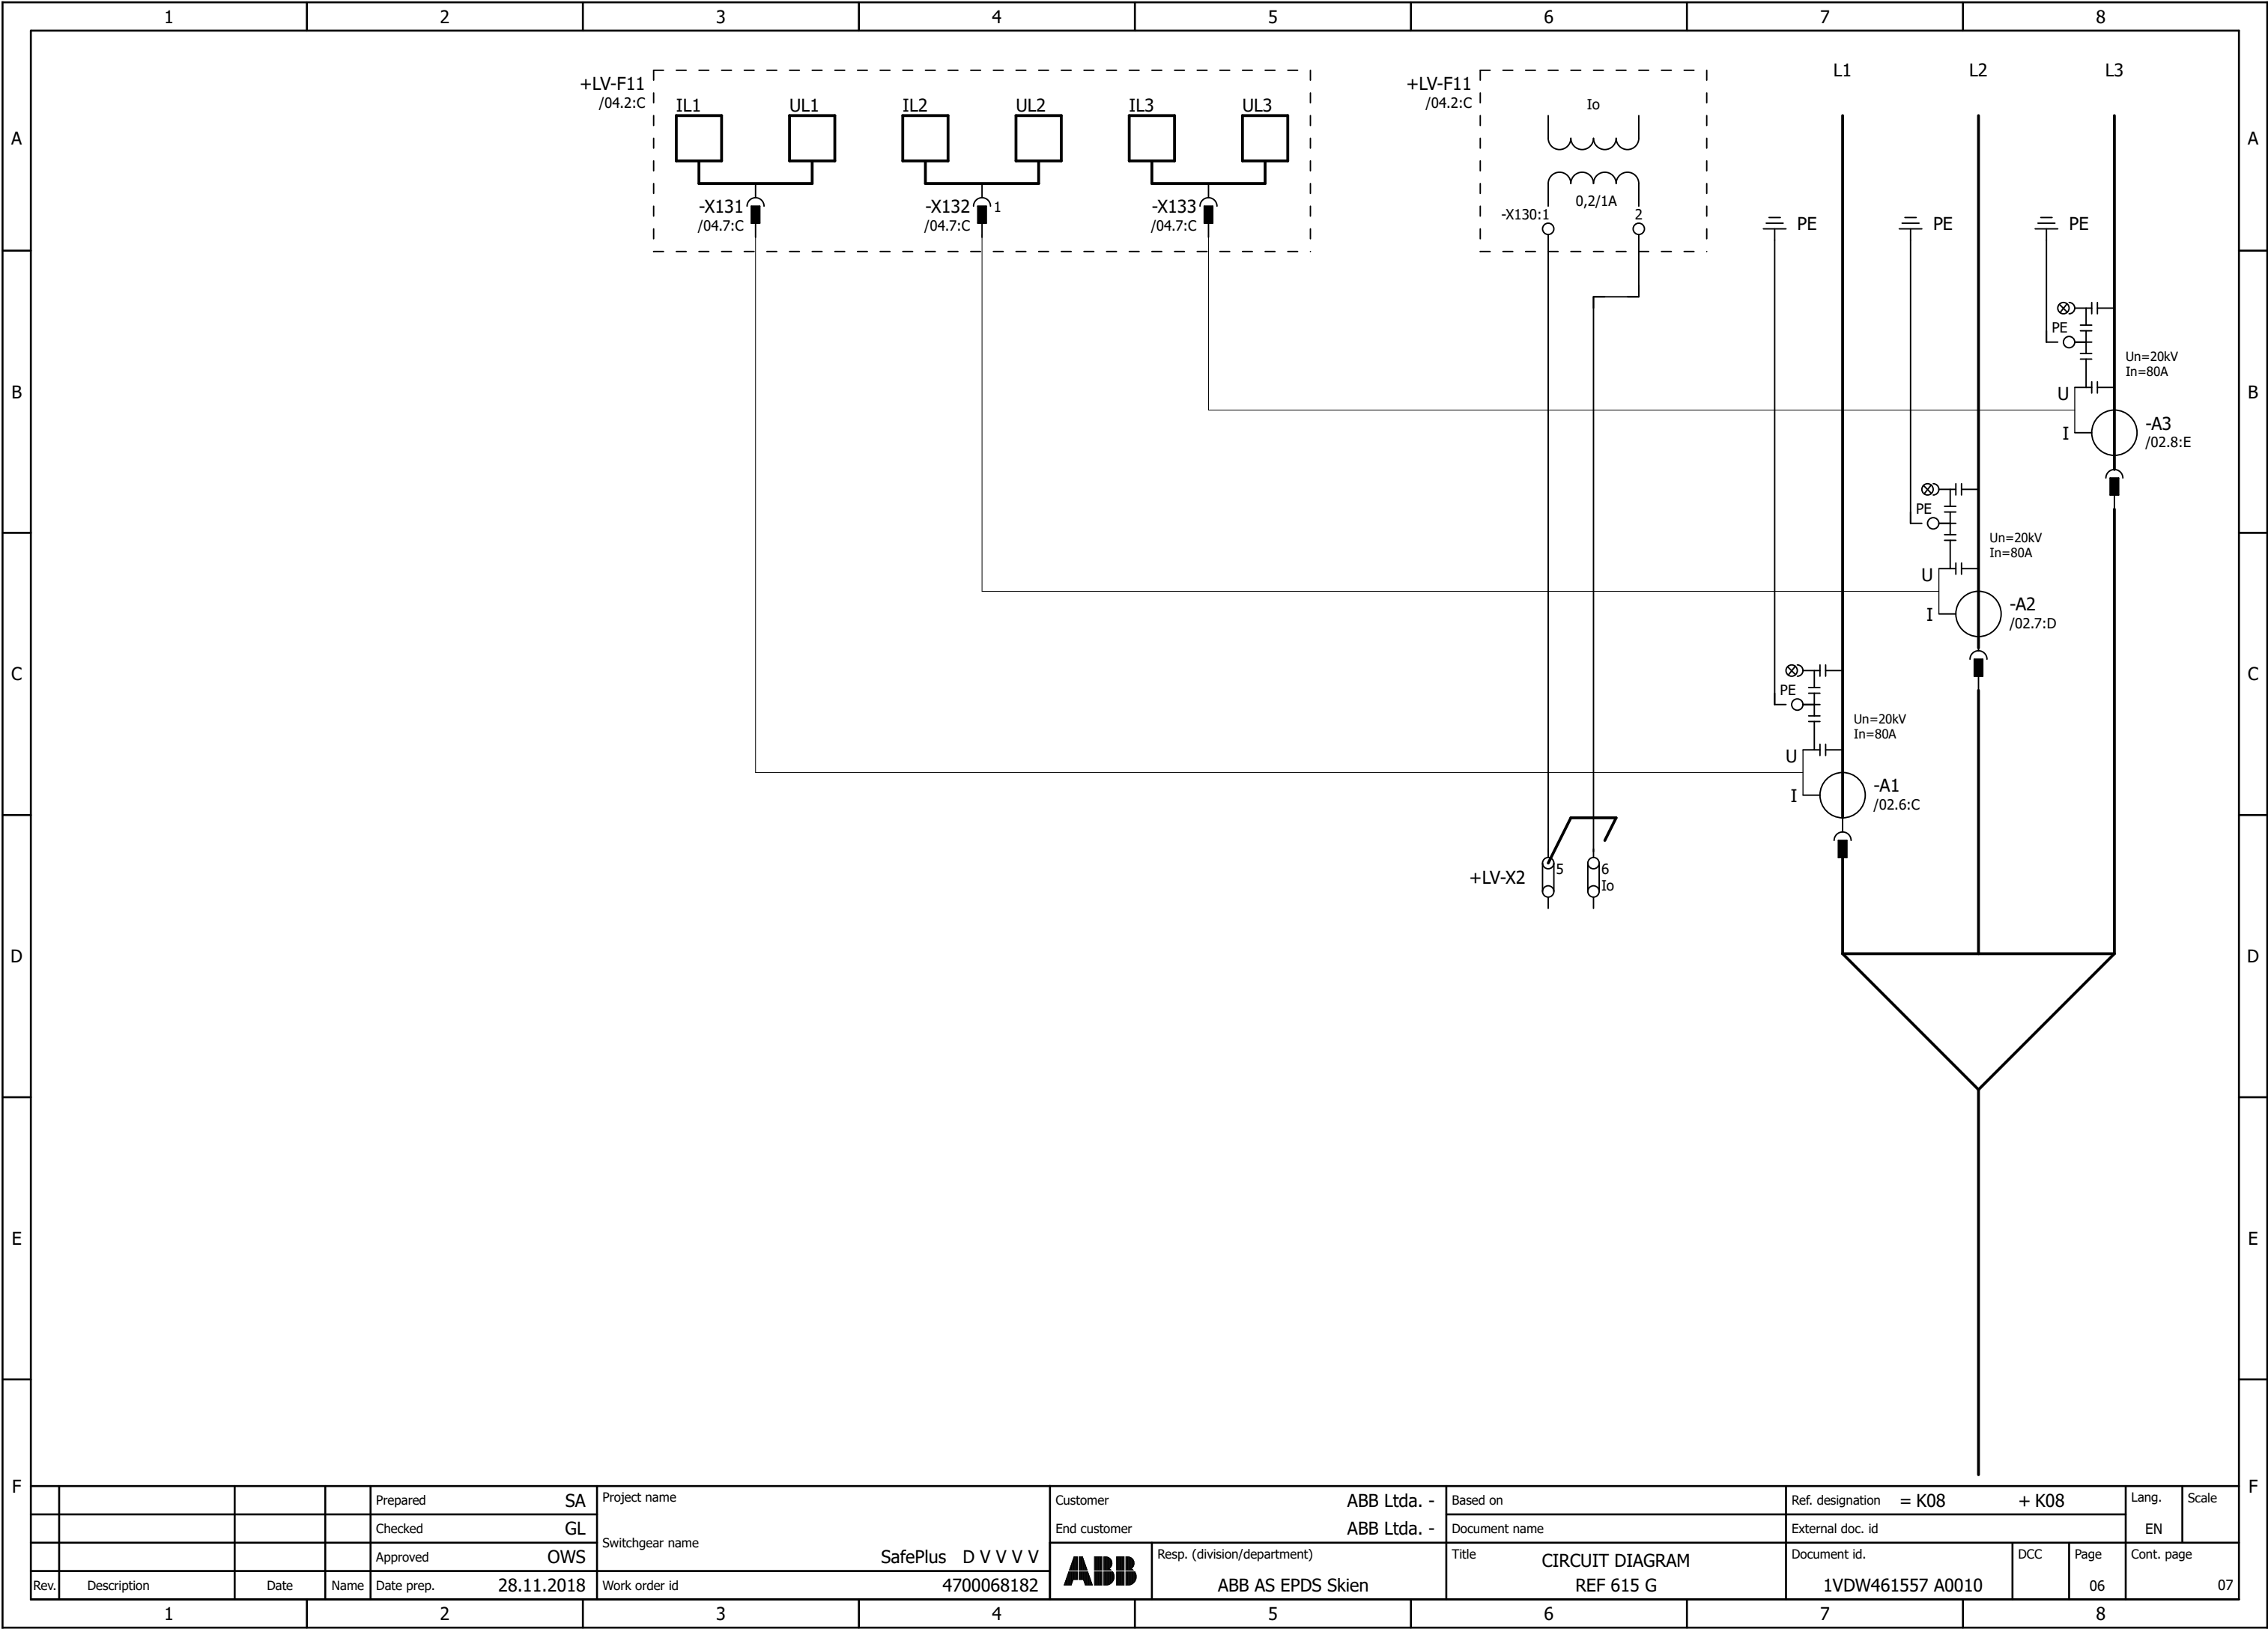 1 2 3 4 5 6 7 8
+LV-F11
/04.2:C
IL1 UL1 IL2 UL2 IL3 UL3
-X131
/04.7:C
-X132 1
/04.7:C
-X133
/04.7:C
+LV-F11
/04.2:C
Io
0,2/1A
-X130:1 2
L1 L2 L3
A A
PE PE PE
PE
Un=20kV
In=80A
U
I
-A3
/02.8:E
B B
PE
Un=20kV
In=80A
U
I
-A2
/02.7:D
C C
PE
Un=20kV
In=80A
U
I
-A1
/02.6:C
+LV-X2 5 6
Io
D D
E E
F F
Rev. Description Date Name
Prepared SA
Checked GL
Approved OWS
Date prep. 28.11.2018
Project name
Switchgear name
SafePlus D V V V V
Work order id 4700068182
Customer ABB Ltda. -
End customer ABB Ltda. -
ABB
Resp. (division/department)
ABB AS EPDS Skien
Based on
Document name
Title
CIRCUIT DIAGRAM
REF 615 G
Ref. designation = K08 + K08
External doc. id
Document id.
1VDW461557 A0010
DCC
Page
06
Lang.
EN
Scale
Cont. page
07
1 2 3 4 5 6 7 8